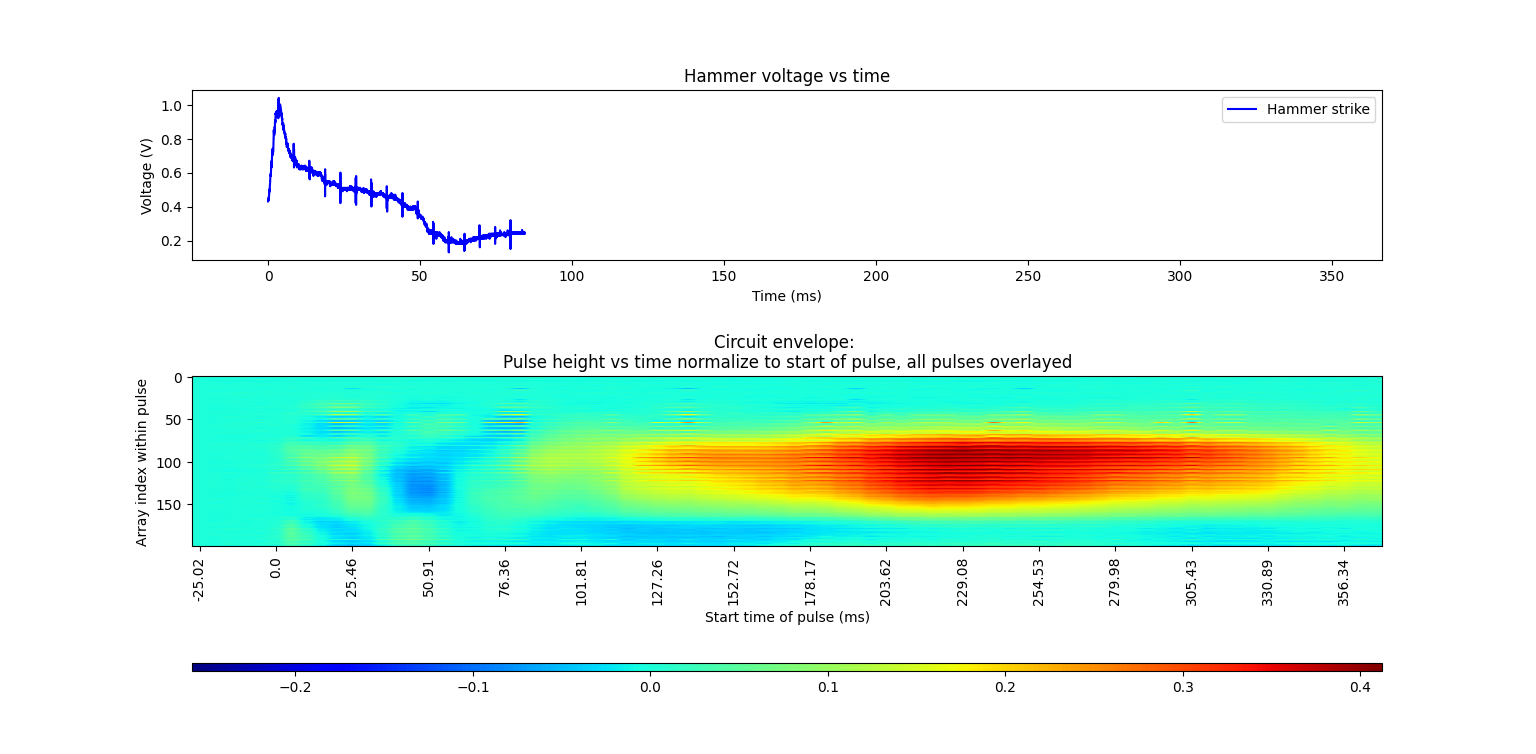 Hammer voltage vs time
1.0
0.8
0.6
0.4
0.2
Voltage (V)
Hammer strike
0 50 100 150 200 250 300 350
Time (ms)
Circuit envelope:
Pulse height vs time normalize to start of pulse, all pulses overlayed
0
50
100
150
Array index within pulse
-25.02 0.0 25.46 50.91 76.36 101.81 127.26 152.72 178.17 203.62 229.08 254.53 279.98 305.43 330.89 356.34
Start time of pulse (ms)
−0.2 −0.1 0.0 0.1 0.2 0.3 0.4